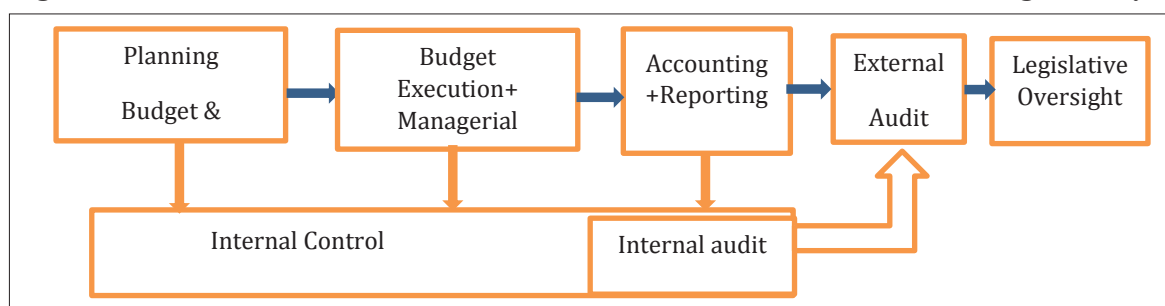 Planning
Budget &
Budget
Execution+
Managerial
Accounting
+Reporting
External
Audit
Legislative
Oversight
Internal Control
Internal audit